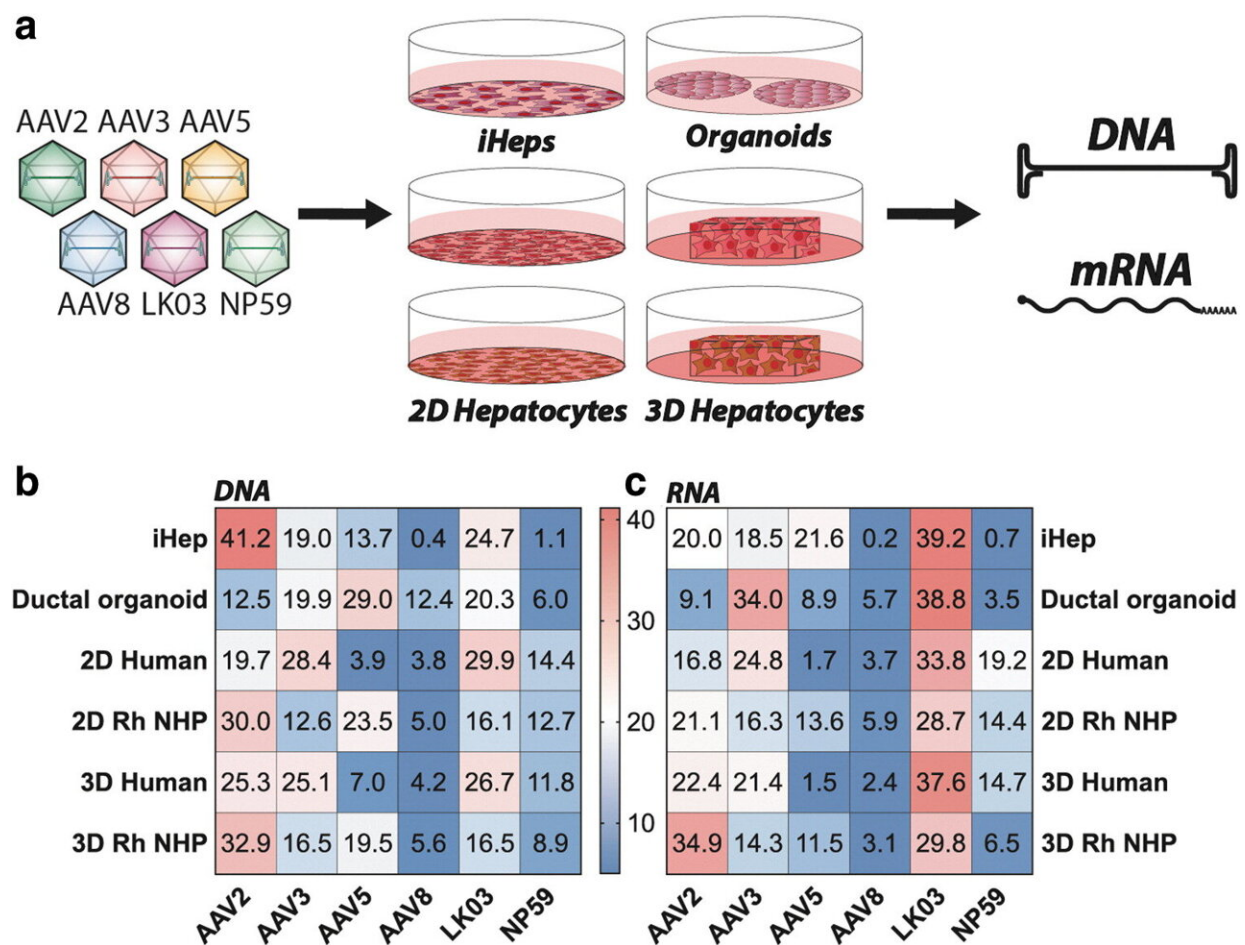 a
AAV2 AAV3 AAV5
AAV8 LK03 NP59
iHeps
Organoids
2D Hepatocytes
3D Hepatocytes
DNA
mRNA
b
DNA
iHep 41.2 19.0 13.7 0.4 24.7 1.1
Ductal organoid 12.5 19.9 29.0 12.4 20.3 6.0
2D Human 19.7 28.4 3.9 3.8 29.9 14.4
2D Rh NHP 30.0 12.6 23.5 5.0 16.1 12.7
3D Human 25.3 25.1 7.0 4.2 26.7 11.8
3D Rh NHP 32.9 16.5 19.5 5.6 16.5 8.9
AAV2 AAV3 AAV5 AAV8 LK03 NP59
40
30
20
10
c
RNA
20.0 18.5 21.6 0.2 39.2 0.7 iHep
9.1 34.0 8.9 5.7 38.8 3.5 Ductal organoid
16.8 24.8 1.7 3.7 33.8 19.2 2D Human
21.1 16.3 13.6 5.9 28.7 14.4 2D Rh NHP
22.4 21.4 1.5 2.4 37.6 14.7 3D Human
34.9 14.3 11.5 3.1 29.8 6.5 3D Rh NHP
AAV2 AAV3 AAV5 AAV8 LK03 NP59